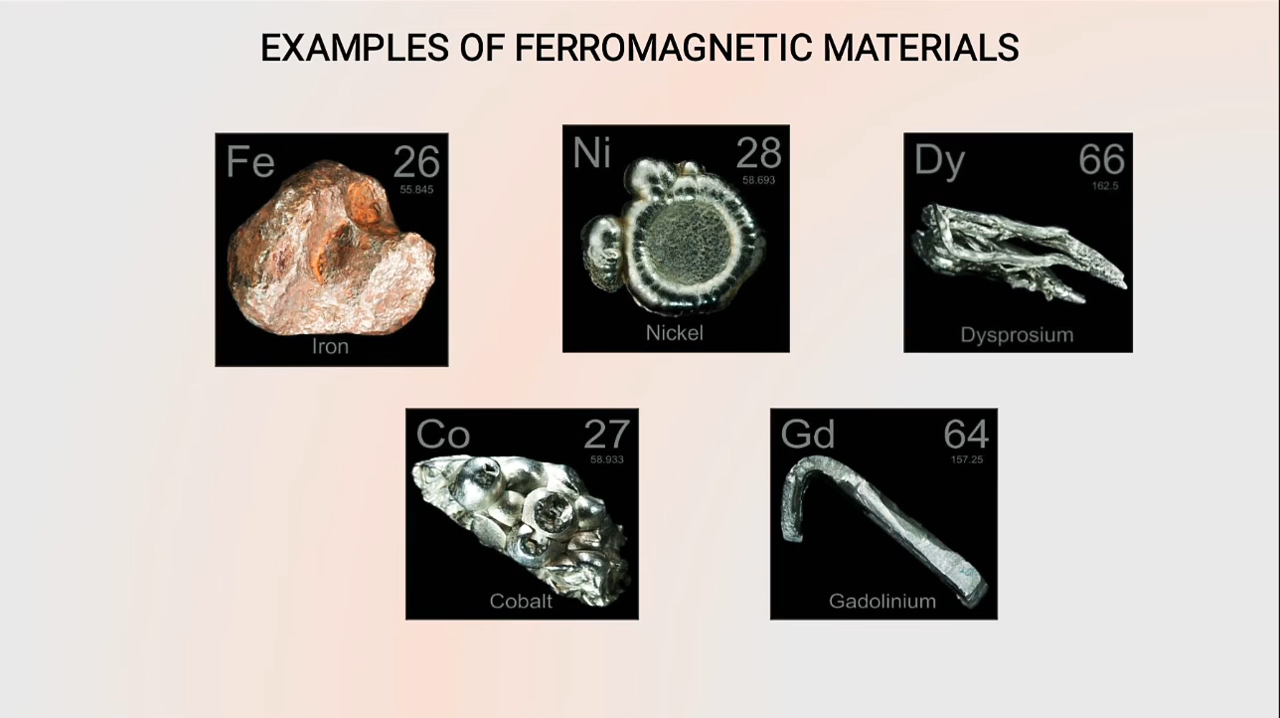 EXAMPLES OF FERROMAGNETIC MATERIALS
Fe 26
55.845
Iron
Ni 28
58.693
Nickel
Dy 66
162.5
Dysprosium
Co 27
58.933
Cobalt
Gd 64
157.25
Gadolinium